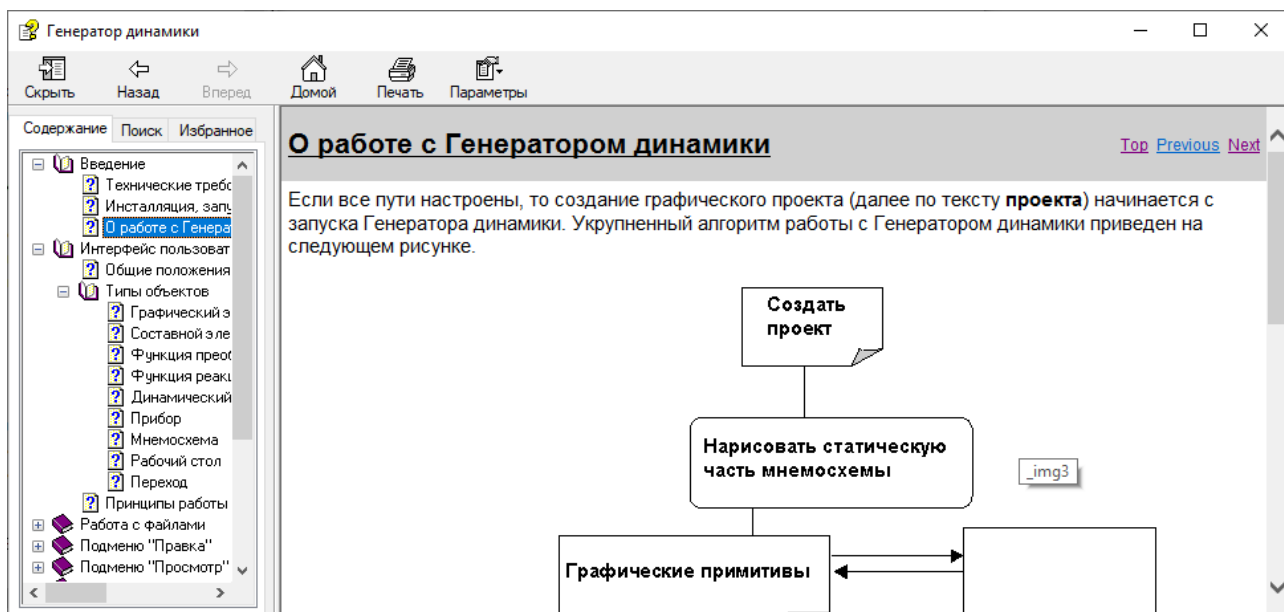 Генератор динамики
Скрыть Назад Вперед Домой Печать Параметры
Содержание Поиск Избранное
Введение
Технические требо
Инсталляция, запу
О работе с Генера
Интерфейс пользоват
Общие положения
Типы объектов
Графический э
Составной эле
Функция преоб
Функция реакц
Динамический
Прибор
Мнемосхема
Рабочий стол
Переход
Принципы работы
Работа с файлами
Подменю "Правка"
Подменю "Просмотр"
О работе с Генератором динамики
Top Previous Next
Если все пути настроены, то создание графического проекта (далее по тексту проекта) начинается с
запуска Генератора динамики. Укрупненный алгоритм работы с Генератором динамики приведен на
следующем рисунке.
Создать
проект
Нарисовать статическую
часть мнемосхемы
_img3
Графические примитивы